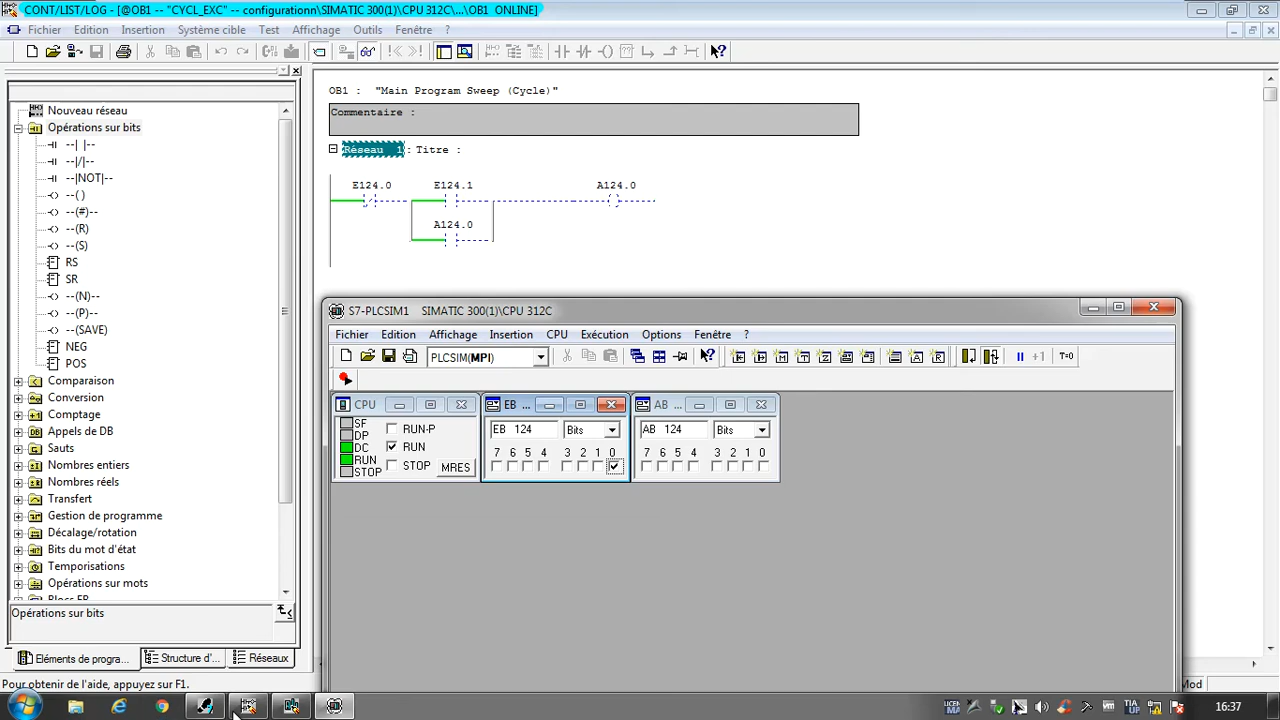 CONT/LIST/LOG - [@OB1 -- "CYCL_EXC" -- configurationn\SIMATIC 300(1)\CPU 312C\...\OB1 ONLINE]
Fichier Edition Insertion Système cible Test Affichage Outils Fenêtre ?
OB1 : "Main Program Sweep (Cycle)"
Commentaire :
Réseau 1 : Titre :
E124.0 E124.1 A124.0
A124.0
Nouveau réseau
Opérations sur bits
--| |--
--|/|--
--|NOT|--
--( )
--(#)--
--(R)
--(S)
RS
SR
--(N)--
--(P)--
--(SAVE)
NEG
POS
Comparaison
Conversion
Comptage
Appels de DB
Sauts
Nombres entiers
Nombres réels
Transfert
Gestion de programme
Décalage/rotation
Bits du mot d'état
Temporisations
Opérations sur mots
Blocs FB
Opérations sur bits
Eléments de progra... Structure d'... Réseaux
Pour obtenir de l'aide, appuyez sur F1.
Mod
S7-PLCSIM1 SIMATIC 300(1)\CPU 312C
Fichier Edition Affichage Insertion CPU Exécution Options Fenêtre ?
PLCSIM(MPI)
+1 T=0
CPU
SF
DP
DC
RUN
STOP
RUN-P
RUN
STOP
MRES
EB ...
EB 124 Bits
7 6 5 4 3 2 1 0
AB ...
AB 124 Bits
7 6 5 4 3 2 1 0
16:37